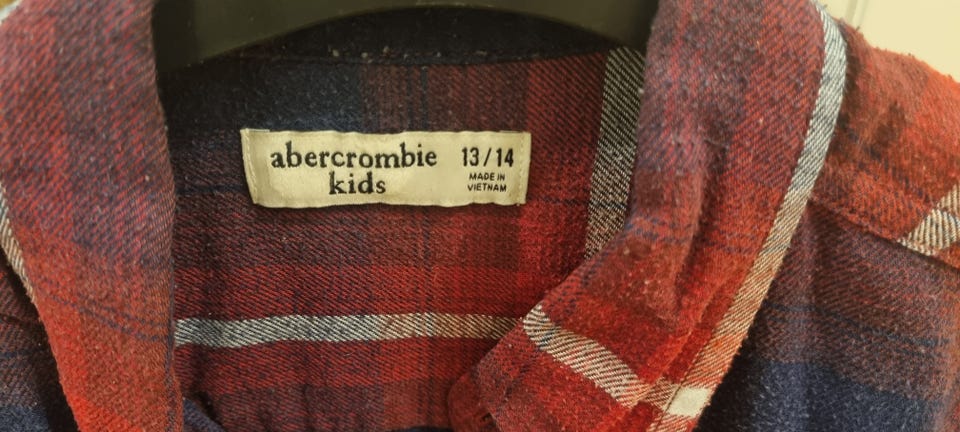 abercrombie
kids
13/14
MADE IN
VIETNAM